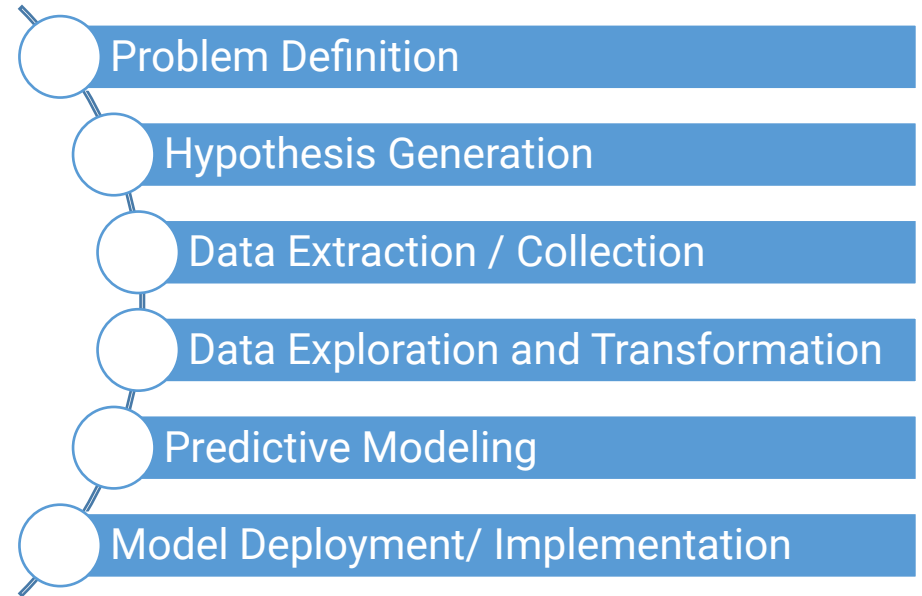 Problem Definition
Hypothesis Generation
Data Extraction / Collection
Data Exploration and Transformation
Predictive Modeling
Model Deployment/ Implementation